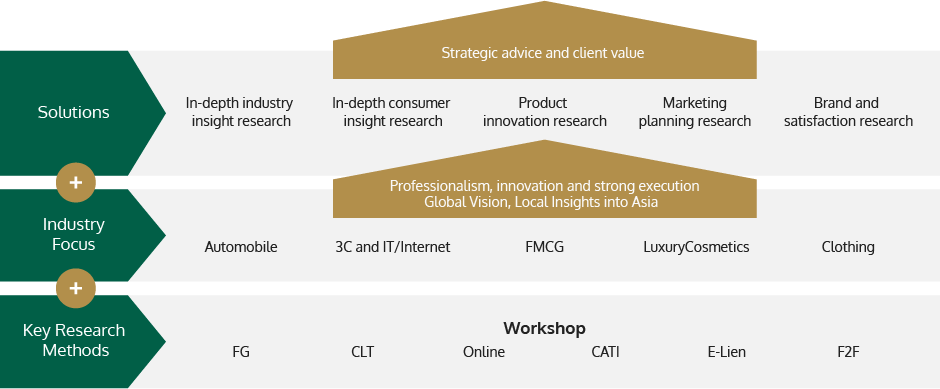 Strategic advice and client value
Solutions
In-depth industry
insight research
In-depth consumer
insight research
Product
innovation research
Marketing
planning research
Brand and
satisfaction research
+
Professionalism, innovation and strong execution
Global Vision, Local Insights into Asia
Industry
Focus
Automobile
3C and IT/Internet
FMCG
LuxuryCosmetics
Clothing
+
Key Research
Methods
Workshop
FG
CLT
Online
CATI
E-Lien
F2F